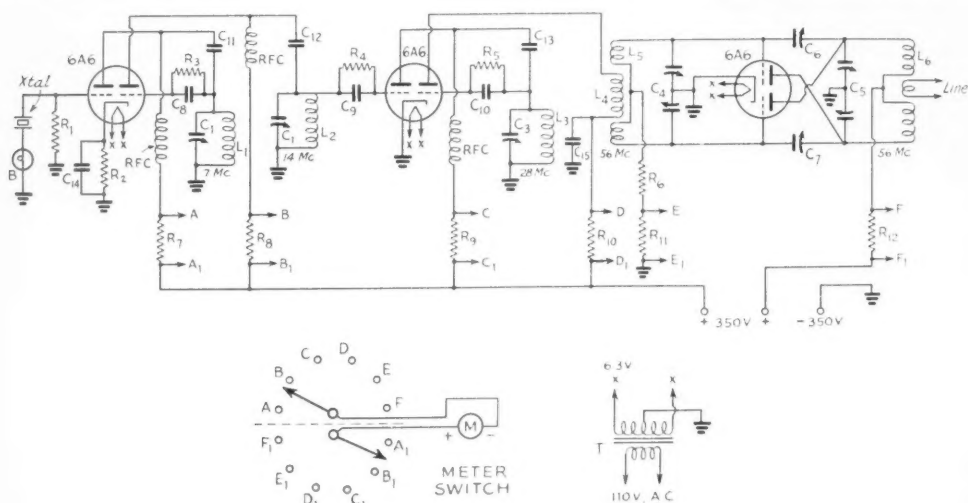 C11
C12
C13
L5
C6
6A6
R3
RFC
R4
6A6
R5
6A6
L6
Xtal
C8
C9
C10
L4
C4
C5
Line
R1
C1
L1
C1
L2
C3
L3
x x
B
C14
R2
RFC
7 Mc
14 Mc
RFC
28 Mc
C15
56 Mc
C7
56 Mc
R6
A
B
C
D
E
F
R7
R8
R9
R10
R11
R12
A1
B1
C1
D1
E1
F1
+ 350V +
- 350V
C D
B E
A F
F1 A1
E1 B1
D1 C1
+ M -
METER
SWITCH
6.3V
x x
T
110V. A C